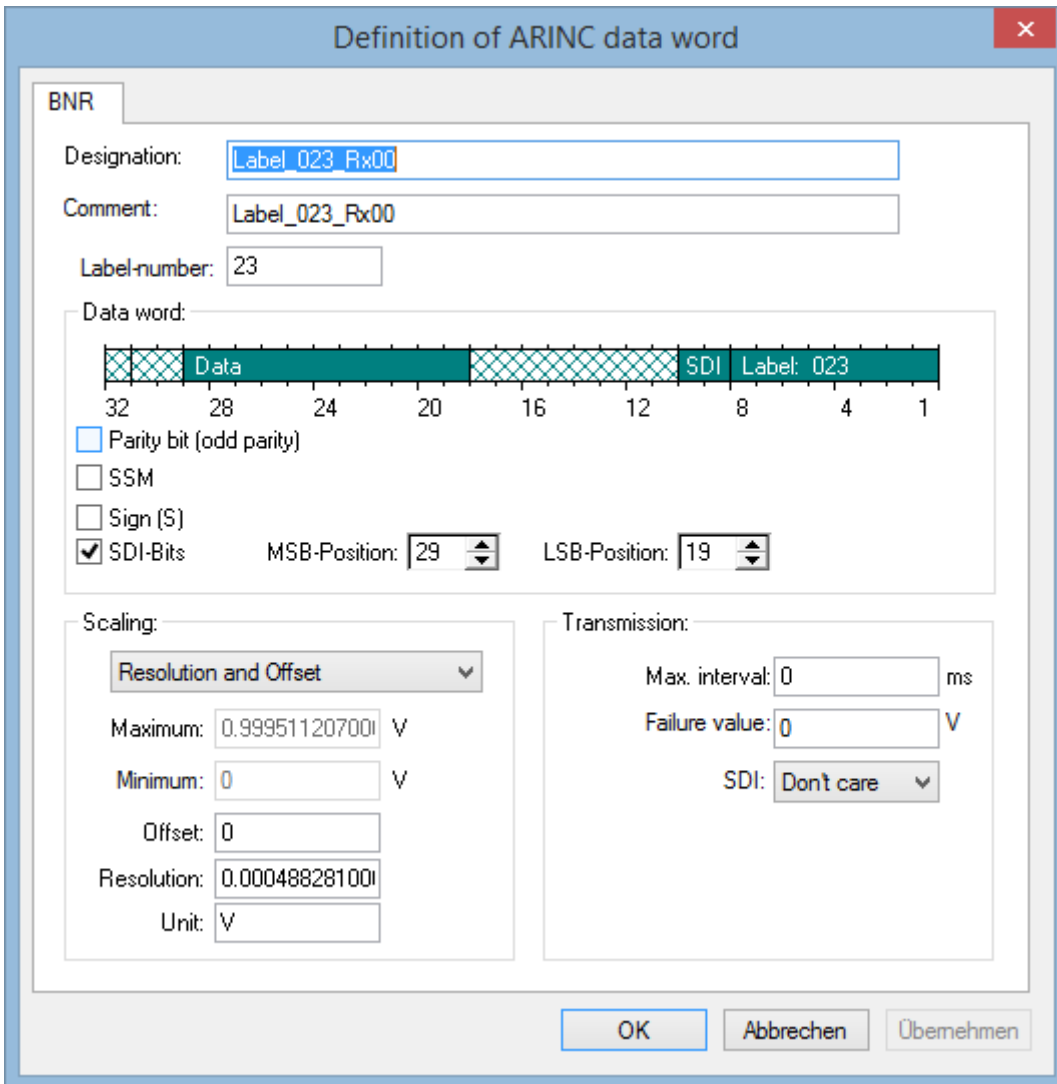 Definition of ARINC data word
BNR
Designation: Label_023_Rx00
Comment: Label_023_Rx00
Label-number: 23
Data word:
Data SDI Label: 023
32 28 24 20 16 12 8 4 1
Parity bit (odd parity)
SSM
Sign (S)
SDI-Bits MSB-Position: 29 LSB-Position: 19
Scaling:
Resolution and Offset
Maximum: 0.99951120700 V
Minimum: 0 V
Offset: 0
Resolution: 0.00048828100
Unit: V
Transmission:
Max. interval: 0 ms
Failure value: 0 V
SDI: Don't care
OK Abbrechen Übernehmen